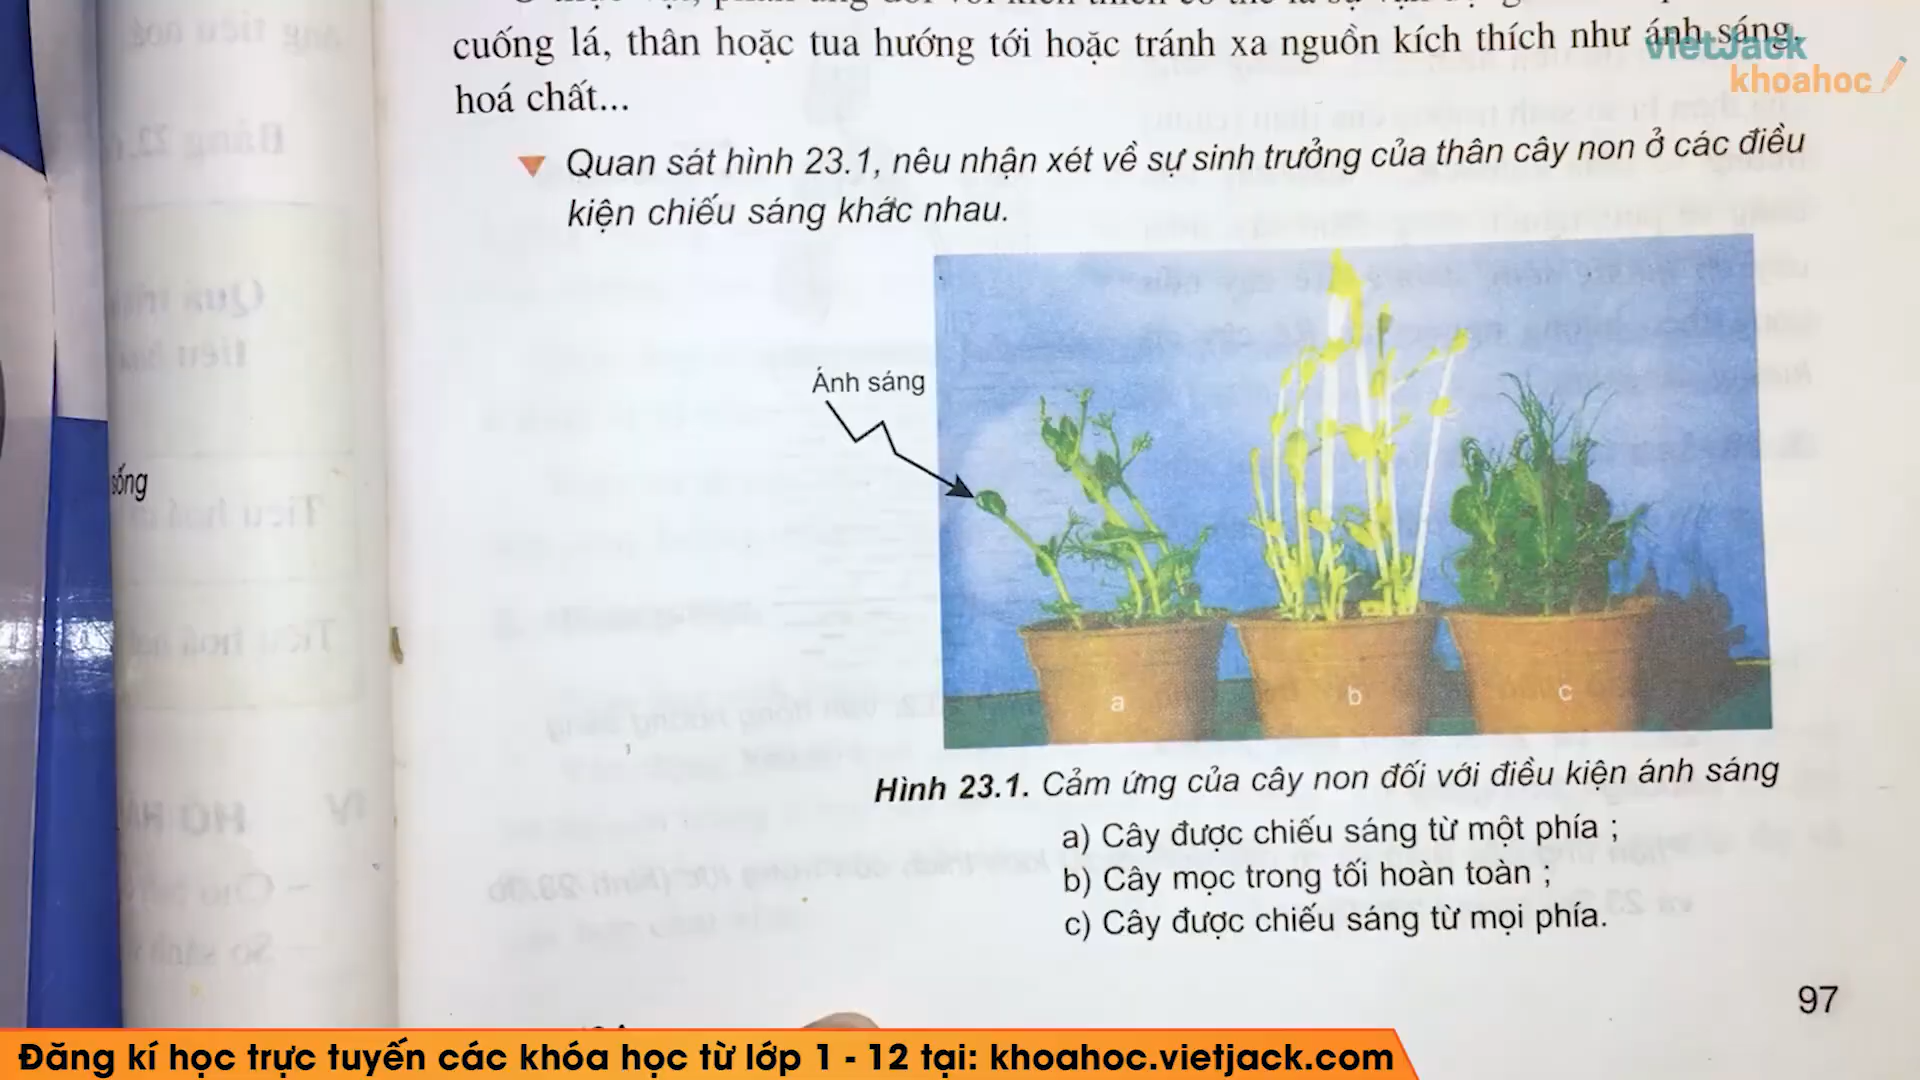 cuống lá, thân hoặc tua hướng tới hoặc tránh xa nguồn kích thích như ánh sáng,
hoá chất...
vietJack
khoahoc
Quan sát hình 23.1, nêu nhận xét về sự sinh trưởng của thân cây non ở các điều
kiện chiếu sáng khác nhau.
Ánh sáng
sống
a
b
c
Hình 23.1. Cảm ứng của cây non đối với điều kiện ánh sáng
a) Cây được chiếu sáng từ một phía ;
b) Cây mọc trong tối hoàn toàn ;
c) Cây được chiếu sáng từ mọi phía.
97
Đăng kí học trực tuyến các khóa học từ lớp 1 - 12 tại: khoahoc.vietjack.com